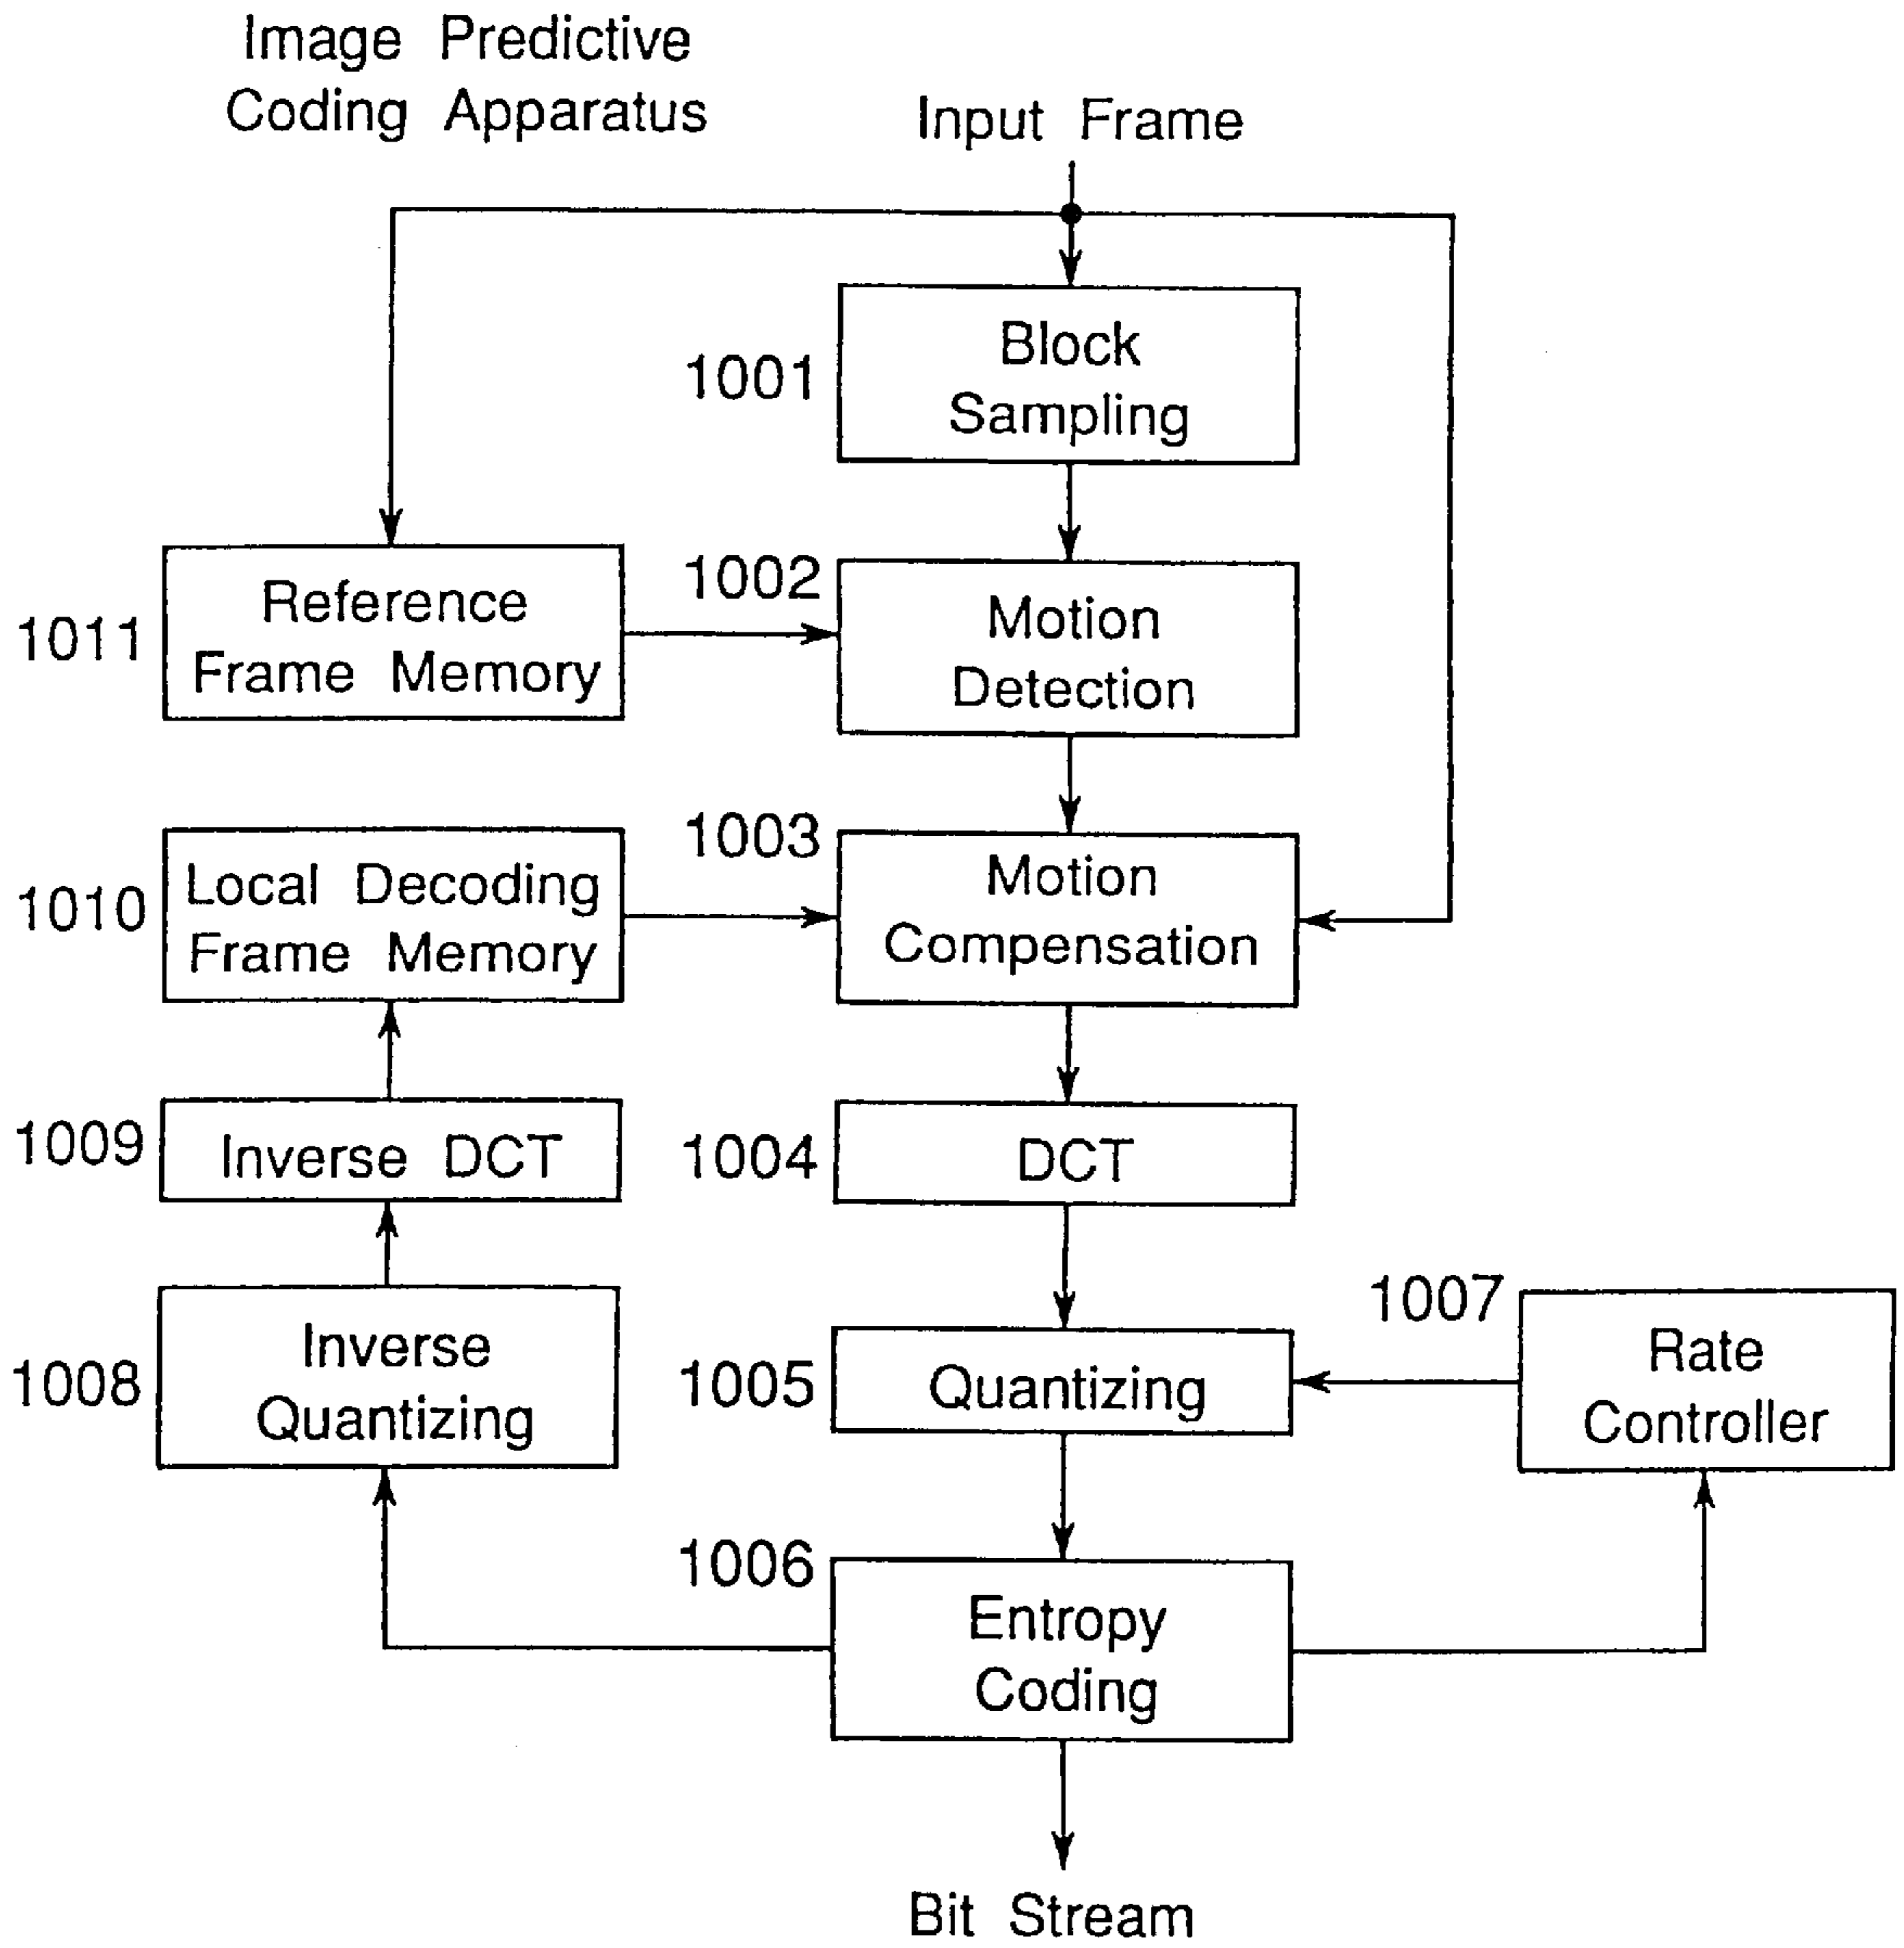 Image Predictive
Coding Apparatus
Input Frame
1001
Block
Sampling
1011
Reference
Frame Memory
1002
Motion
Detection
1010
Local Decoding
Frame Memory
1003
Motion
Compensation
1009
Inverse DCT
1004
DCT
1008
Inverse
Quantizing
1005
Quantizing
1007
Rate
Controller
1006
Entropy
Coding
Bit Stream